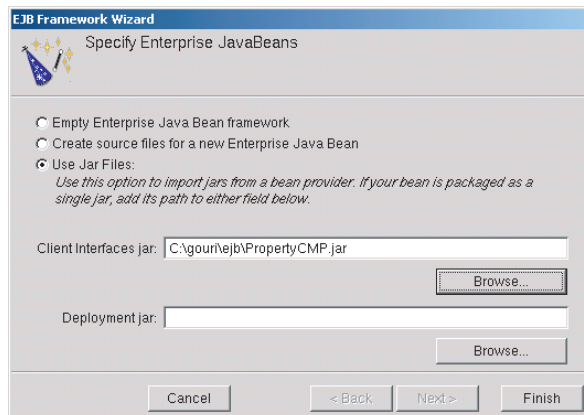 EJB Framework Wizard
Specify Enterprise JavaBeans
Empty Enterprise Java Bean framework
Create source files for a new Enterprise Java Bean
Use Jar Files:
Use this option to import jars from a bean provider. If your bean is packaged as a
single jar, add its path to either field below.
Client Interfaces jar: C:\gouri\ejb\PropertyCMP.jar
Browse...
Deployment jar:
Browse...
Cancel < Back Next > Finish